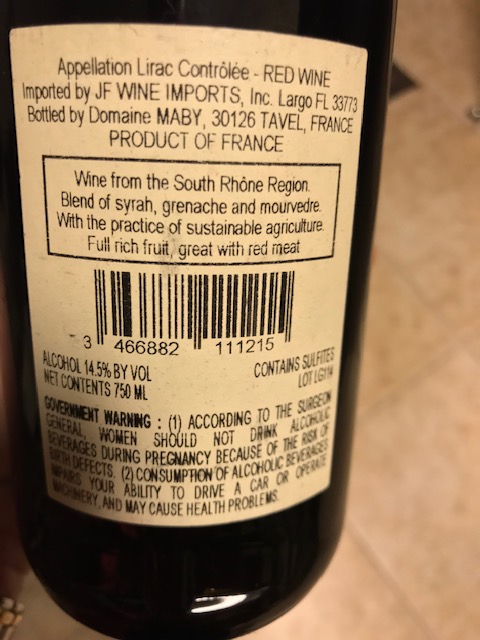 Appellation Lirac Contrôlée - RED WINE
Imported by JF WINE IMPORTS, Inc. Largo FL 33773
Bottled by Domaine MABY, 30126 TAVEL, FRANCE
PRODUCT OF FRANCE
Wine from the South Rhône Region.
Blend of syrah, grenache and mourvedre.
With the practice of sustainable agriculture.
Full rich fruit, great with red meat
3 466882 111215
ALCOHOL 14.5% BY VOL
NET CONTENTS 750 ML
CONTAINS SULFITES
LOT LG114
GOVERNMENT WARNING : (1) ACCORDING TO THE SURGEON
GENERAL WOMEN SHOULD NOT DRINK ALCOHOLIC
BEVERAGES DURING PREGNANCY BECAUSE OF THE RISK OF
BIRTH DEFECTS. (2) CONSUMPTION OF ALCOHOLIC BEVERAGES
IMPAIRS YOUR ABILITY TO DRIVE A CAR OR OPERATE
MACHINERY, AND MAY CAUSE HEALTH PROBLEMS.